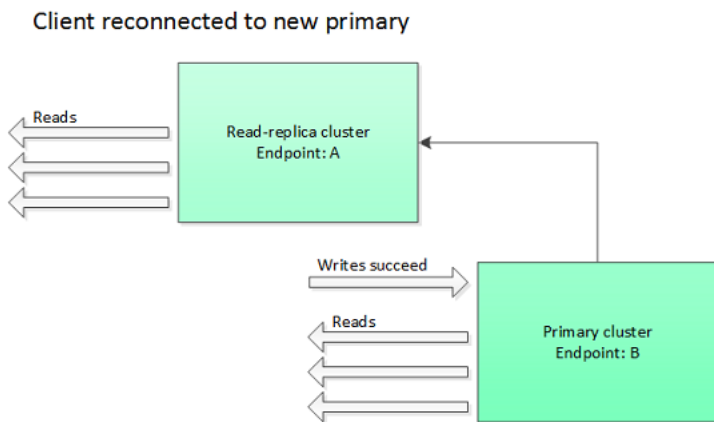 Client reconnected to new primary
Reads
Read-replica cluster
Endpoint: A
Writes succeed
Reads
Primary cluster
Endpoint: B